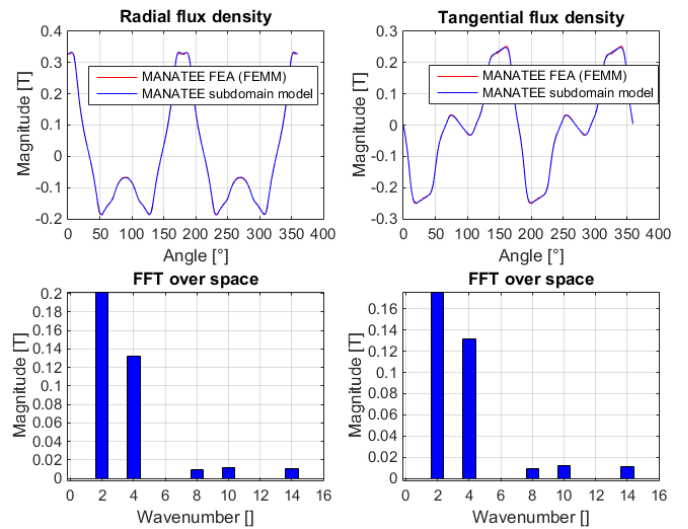 Radial flux density
Magnitude [T]
0.4
0.3
0.2
0.1
0
-0.1
-0.2
MANATEE FEA (FEMM)
MANATEE subdomain model
0 50 100 150 200 250 300 350 400
Angle [°]
Tangential flux density
Magnitude [T]
0.3
0.2
0.1
0
-0.1
-0.2
-0.3
MANATEE FEA (FEMM)
MANATEE subdomain model
0 100 200 300 400
Angle [°]
FFT over space
Magnitude [T]
0.2
0.18
0.16
0.14
0.12
0.1
0.08
0.06
0.04
0.02
0
0 2 4 6 8 10 12 14 16
Wavenumber []
FFT over space
Magnitude [T]
0.16
0.14
0.12
0.1
0.08
0.06
0.04
0.02
0
0 2 4 6 8 10 12 14 16
Wavenumber []